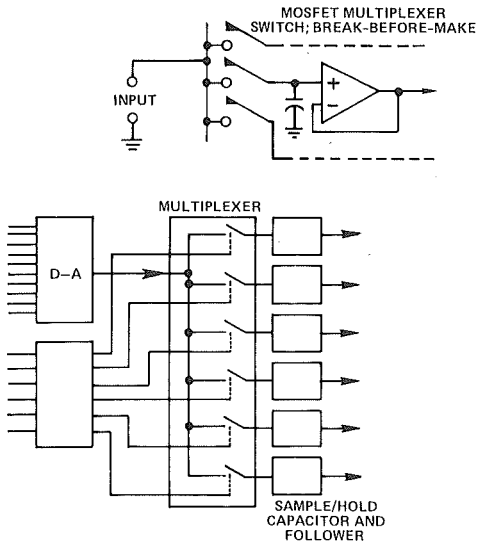 MOSFET MULTIPLEXER
SWITCH; BREAK-BEFORE-MAKE
INPUT
+
−
MULTIPLEXER
D–A
SAMPLE/HOLD
CAPACITOR AND
FOLLOWER